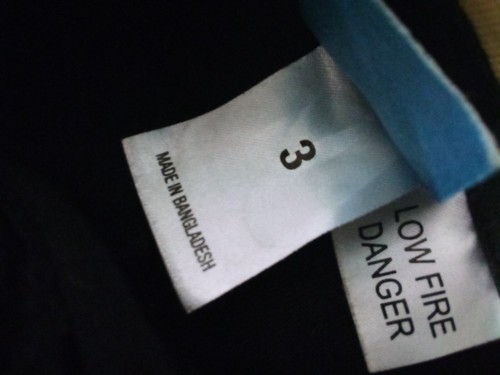 3
MADE IN BANGLADESH
LOW FIRE
DANGER